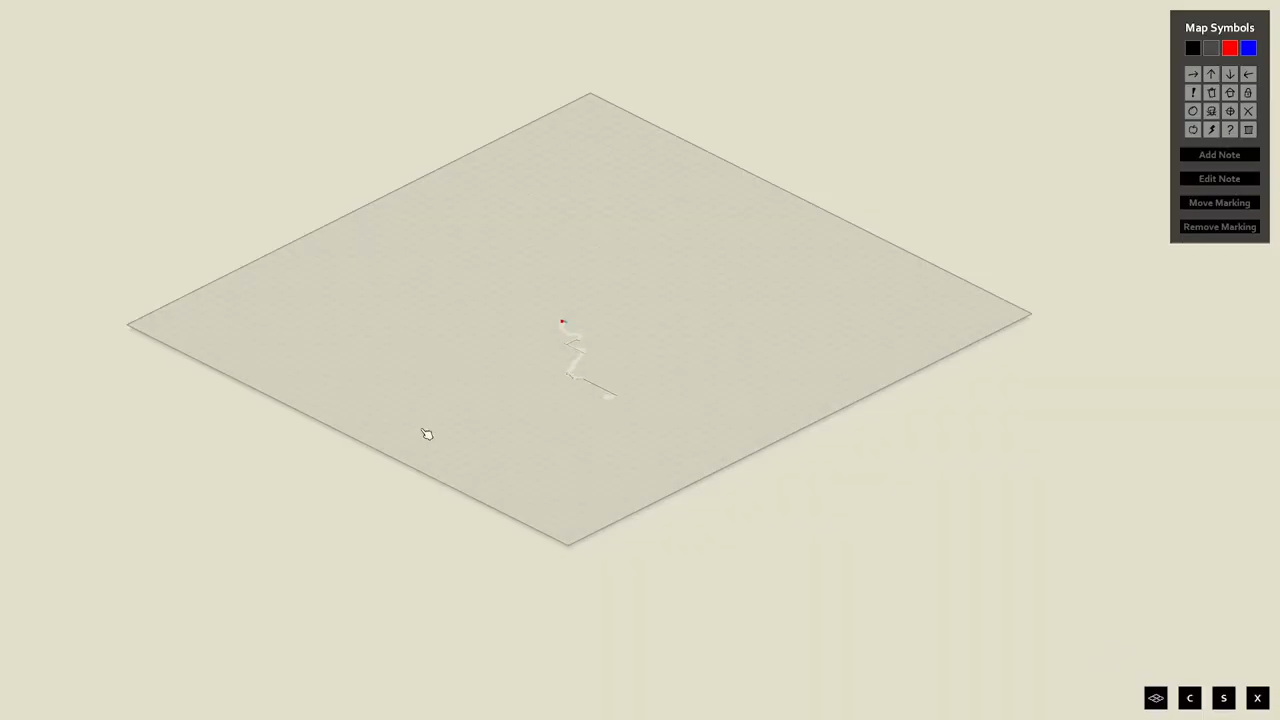 Map Symbols
Add Note
Edit Note
Move Marking
Remove Marking
C S X